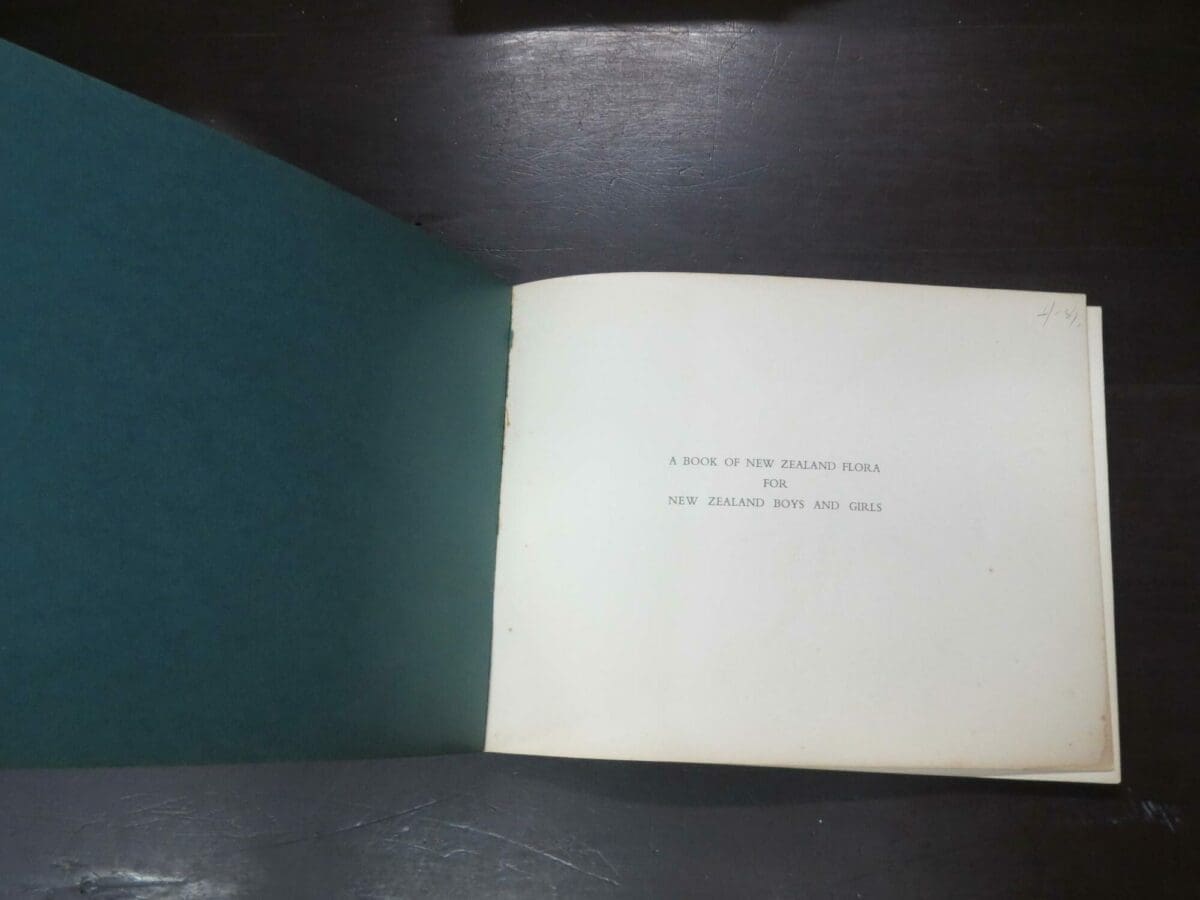 A BOOK OF NEW ZEALAND FLORA
FOR
NEW ZEALAND BOYS AND GIRLS